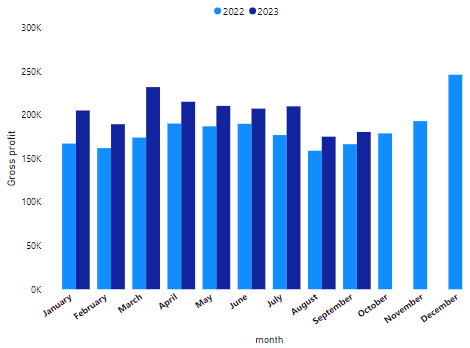 2022 2023
300K
250K
200K
150K
100K
50K
0K
Gross profit
January February March April May June July August September October November December
month